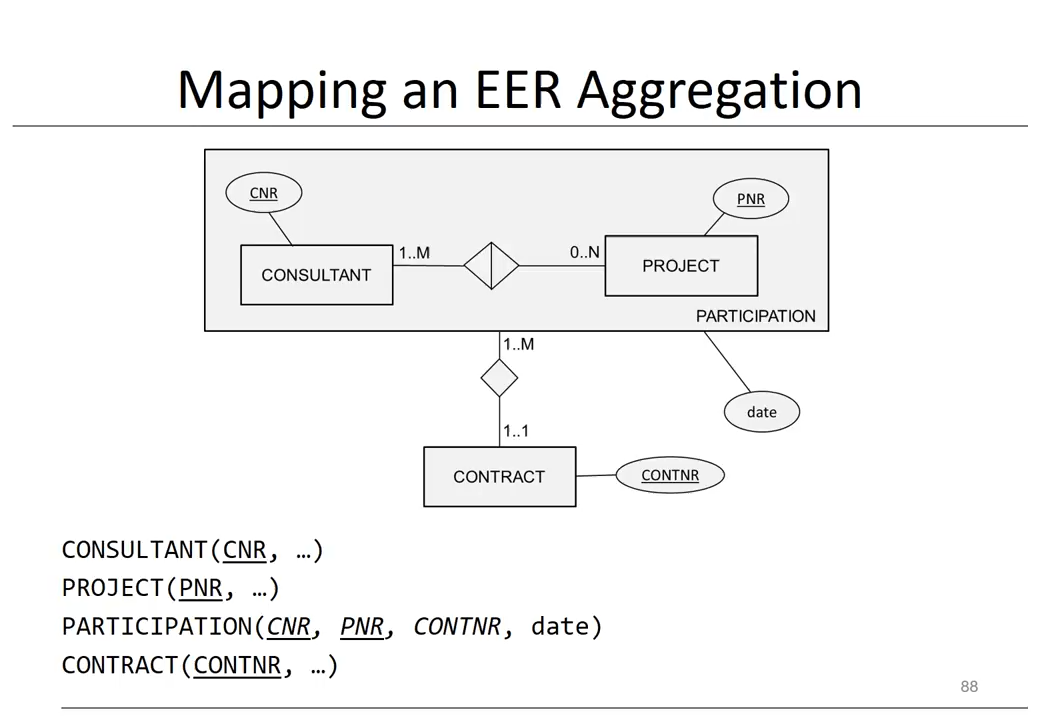 Mapping an EER Aggregation
CNR
PNR
1..M
0..N
CONSULTANT
PROJECT
PARTICIPATION
1..M
date
1..1
CONTRACT
CONTNR
CONSULTANT(CNR, …)
PROJECT(PNR, …)
PARTICIPATION(CNR, PNR, CONTNR, date)
CONTRACT(CONTNR, …)
88